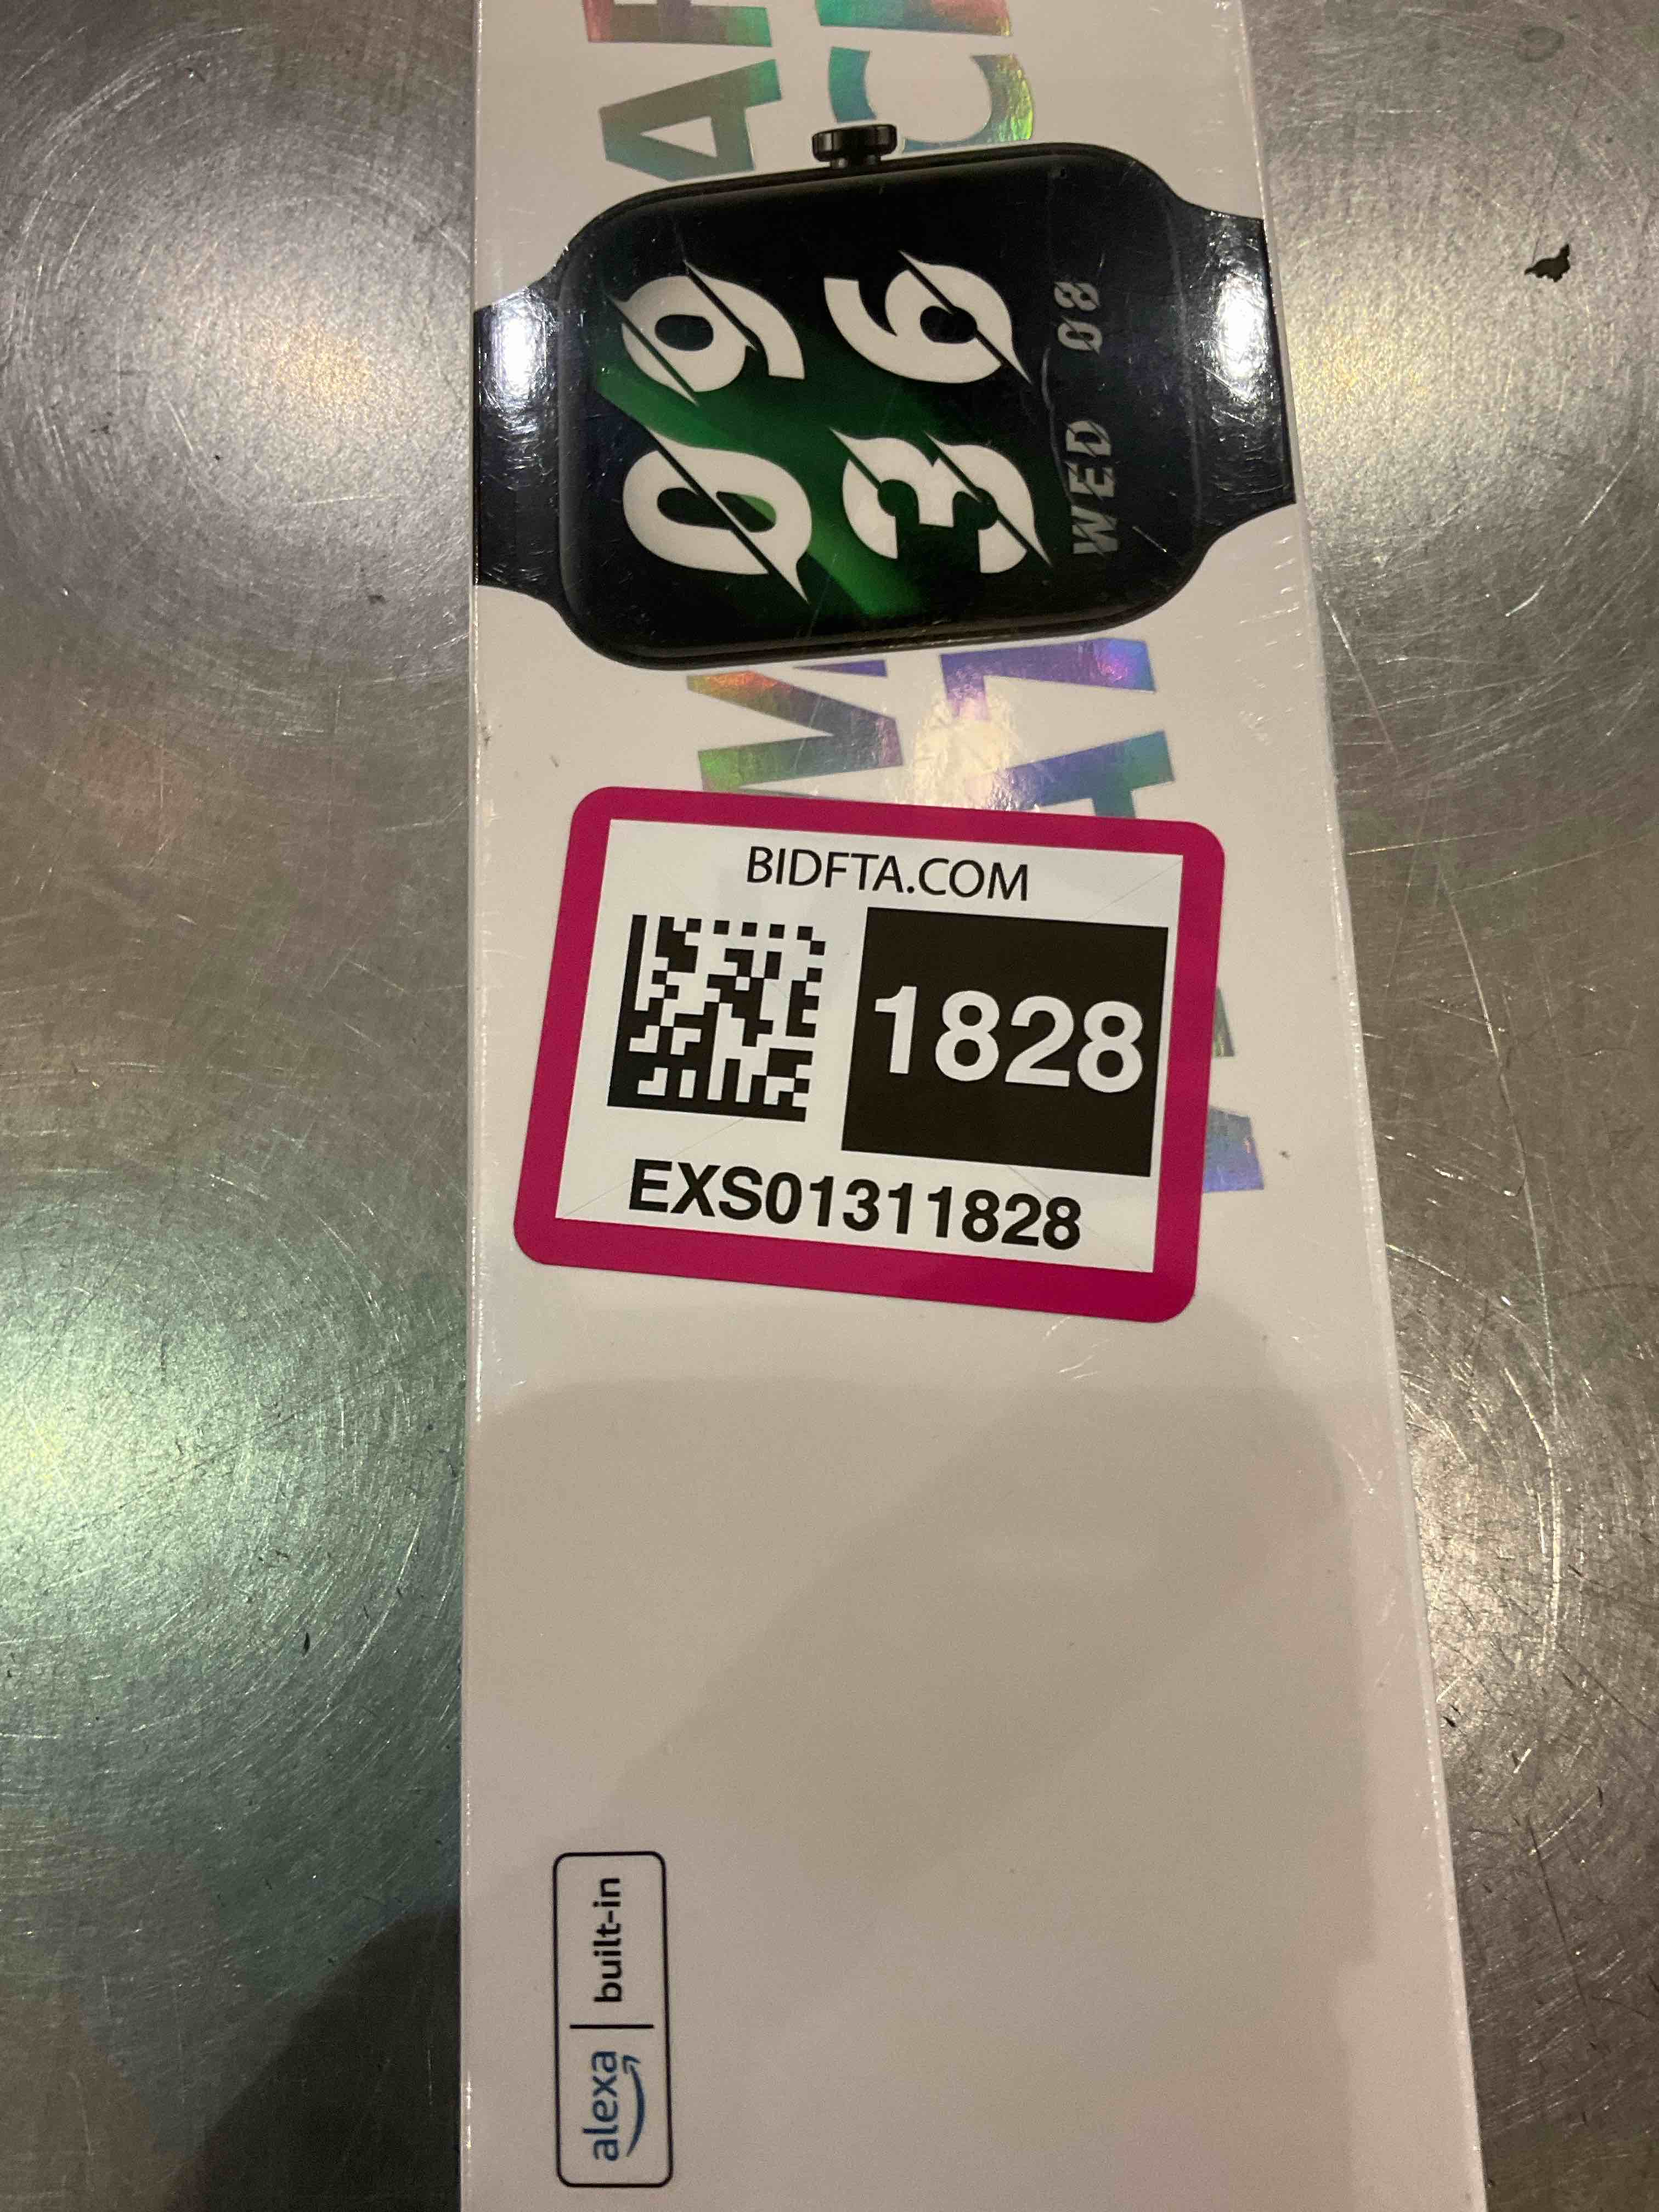 09
36
WED 08
BIDFTA.COM
1828
EXS01311828
alexa | built-in